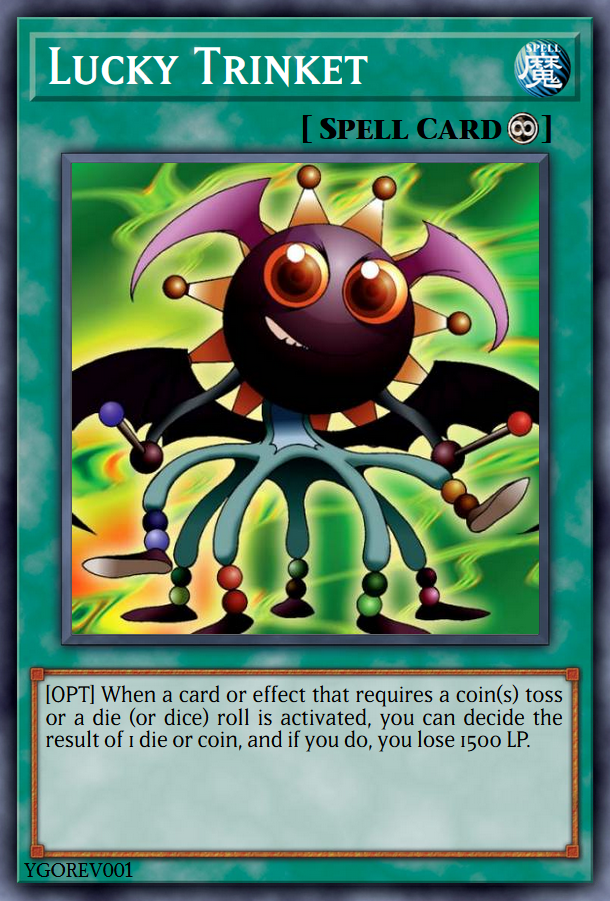 Lucky Trinket
SPELL
魔
[ Spell Card ]
[OPT] When a card or effect that requires a coin(s) toss
or a die (or dice) roll is activated, you can decide the
result of 1 die or coin, and if you do, you lose 1500 LP.
YGOREV001